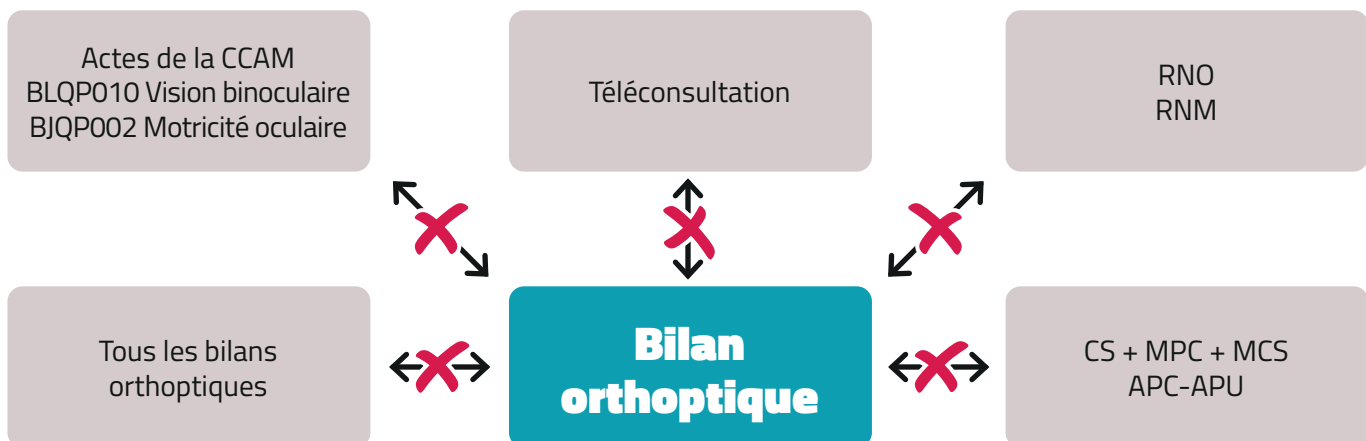 Actes de la CCAM
BLQP010 Vision binoculaire
BJQP002 Motricité oculaire
Téléconsultation
RNO
RNM
Tous les bilans
orthoptiques
Bilan
orthoptique
CS + MPC + MCS
APC-APU